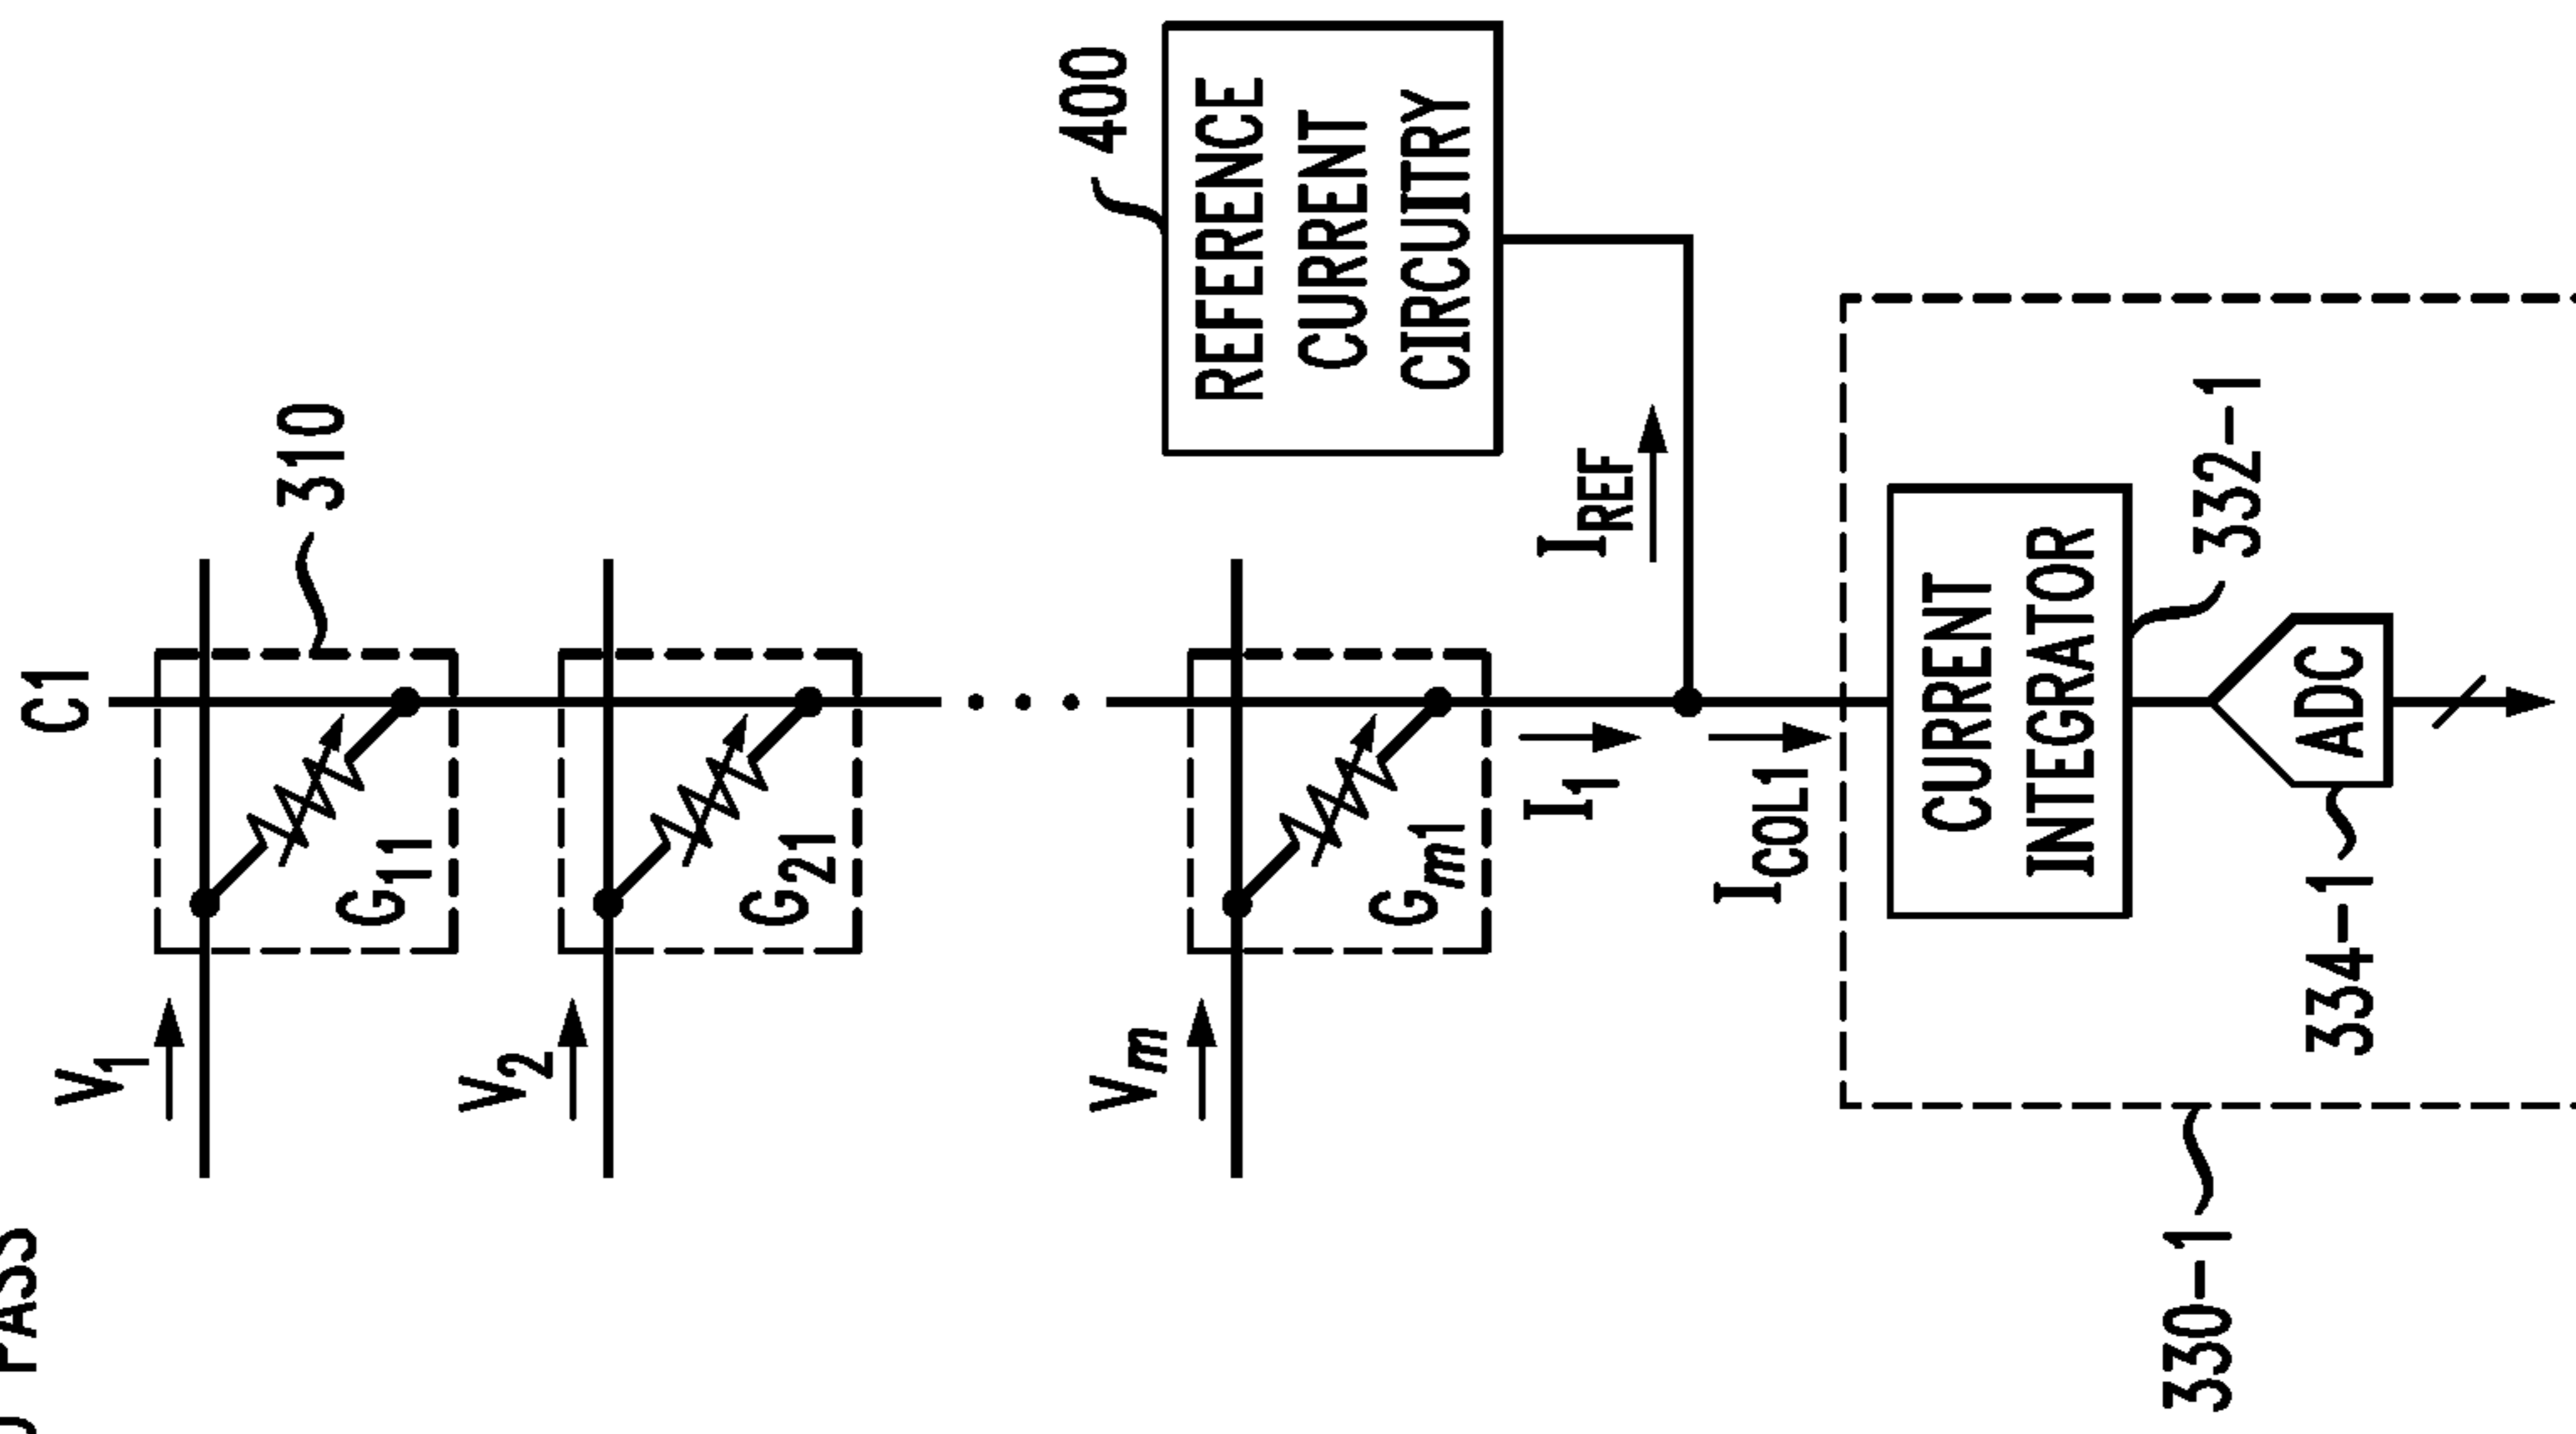 PASS
C1
V1
310
G11
V2
G21
Vm
Gm1
400
REFERENCE
CURRENT
CIRCUITRY
IREF
I1
ICOL1
330-1
CURRENT
INTEGRATOR
332-1
ADC
334-1